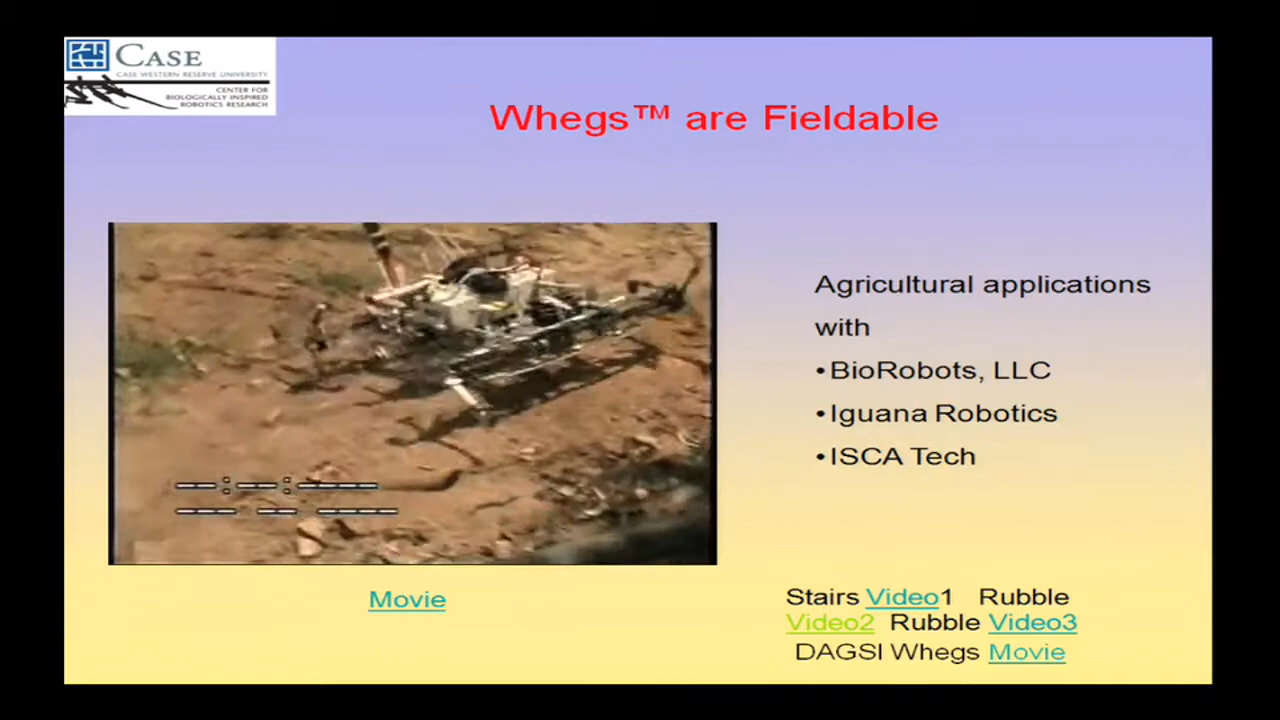 CASE
CASE WESTERN RESERVE UNIVERSITY
CENTER FOR
BIOLOGICALLY INSPIRED
ROBOTICS RESEARCH
Whegs™ are Fieldable
Agricultural applications
with
•BioRobots, LLC
•Iguana Robotics
•ISCA Tech
--:--:----
--- -- ----
Movie
Stairs Video1 Rubble
Video2 Rubble Video3
DAGSI Whegs Movie